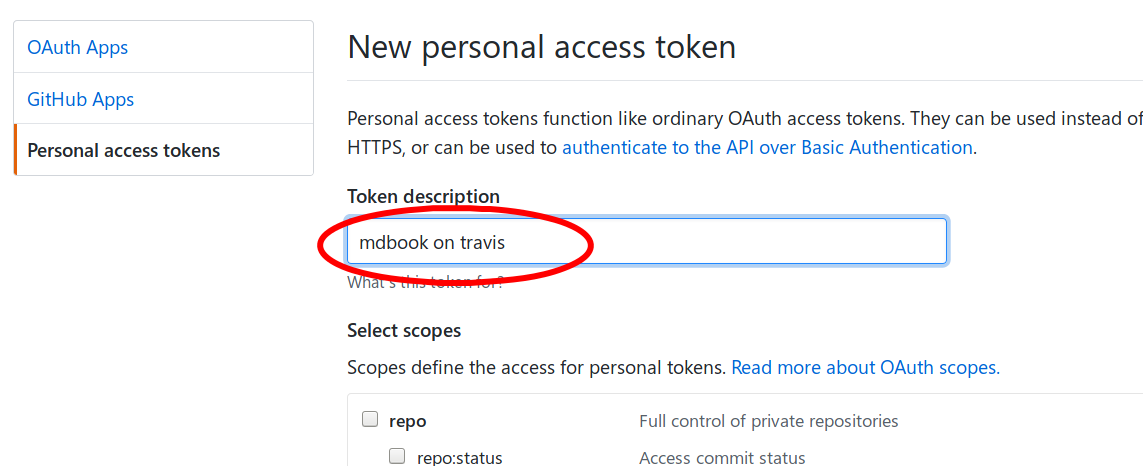 OAuth Apps
GitHub Apps
Personal access tokens
New personal access token
Personal access tokens function like ordinary OAuth access tokens. They can be used instead of
HTTPS, or can be used to authenticate to the API over Basic Authentication.
Token description
mdbook on travis
What's this token for?
Select scopes
Scopes define the access for personal tokens. Read more about OAuth scopes.
repo Full control of private repositories
repo:status Access commit status